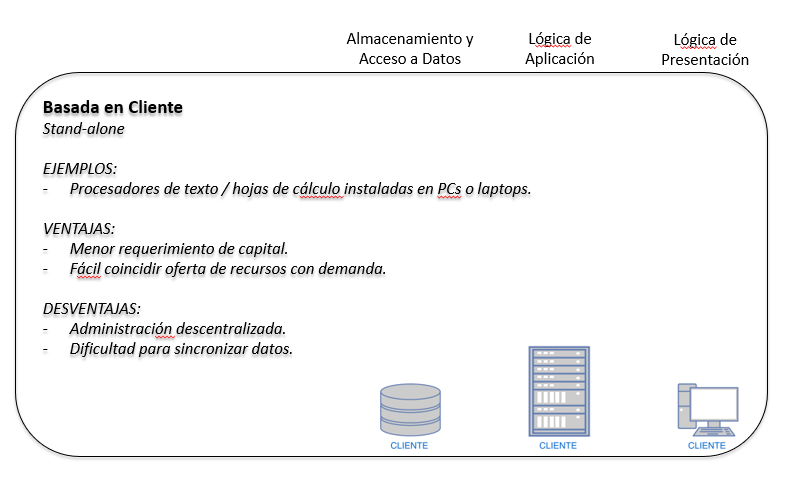 Almacenamiento y
Acceso a Datos
Lógica de
Aplicación
Lógica de
Presentación
Basada en Cliente
Stand-alone
EJEMPLOS:
- Procesadores de texto / hojas de cálculo instaladas en PCs o laptops.
VENTAJAS:
- Menor requerimiento de capital.
- Fácil coincidir oferta de recursos con demanda.
DESVENTAJAS:
- Administración descentralizada.
- Dificultad para sincronizar datos.
CLIENTE
CLIENTE
CLIENTE